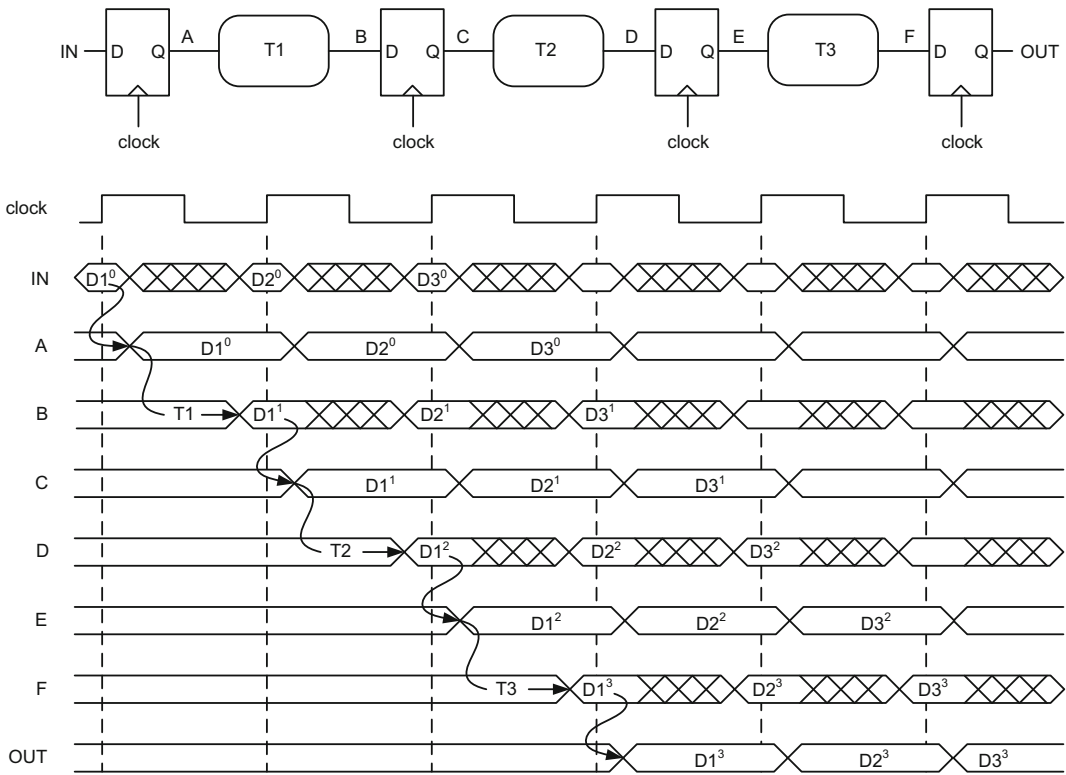 A T1 B C T2 D E T3 F
IN D Q D Q D Q D Q OUT
clock clock clock clock
clock
IN D1⁰ D2⁰ D3⁰
A D1⁰ D2⁰ D3⁰
B T1 D1¹ D2¹ D3¹
C D1¹ D2¹ D3¹
D T2 D1² D2² D3²
E D1² D2² D3²
F T3 D1³ D2³ D3³
OUT D1³ D2³ D3³